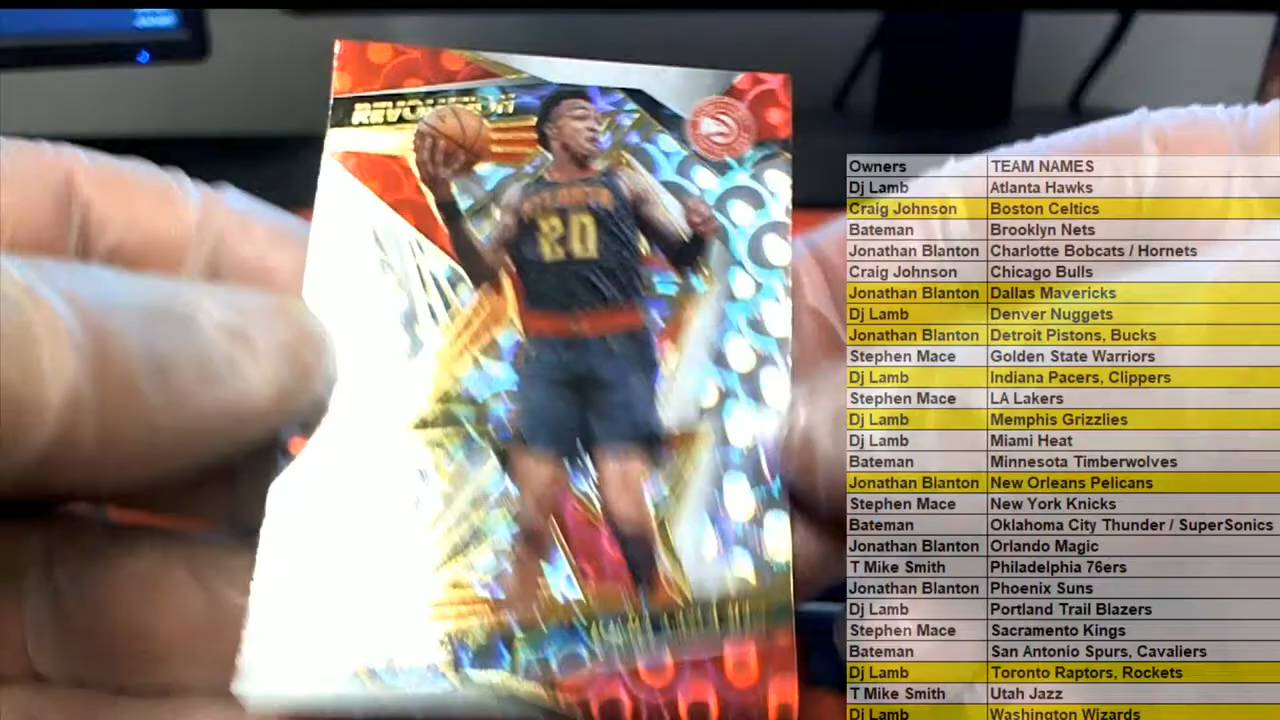 REVOLUTION
20
Owners TEAM NAMES
Dj Lamb Atlanta Hawks
Craig Johnson Boston Celtics
Bateman Brooklyn Nets
Jonathan Blanton Charlotte Bobcats / Hornets
Craig Johnson Chicago Bulls
Jonathan Blanton Dallas Mavericks
Dj Lamb Denver Nuggets
Jonathan Blanton Detroit Pistons, Bucks
Stephen Mace Golden State Warriors
Dj Lamb Indiana Pacers, Clippers
Stephen Mace LA Lakers
Dj Lamb Memphis Grizzlies
Dj Lamb Miami Heat
Bateman Minnesota Timberwolves
Jonathan Blanton New Orleans Pelicans
Stephen Mace New York Knicks
Bateman Oklahoma City Thunder / SuperSonics
Jonathan Blanton Orlando Magic
T Mike Smith Philadelphia 76ers
Jonathan Blanton Phoenix Suns
Dj Lamb Portland Trail Blazers
Stephen Mace Sacramento Kings
Bateman San Antonio Spurs, Cavaliers
Dj Lamb Toronto Raptors, Rockets
T Mike Smith Utah Jazz
Dj Lamb Washington Wizards